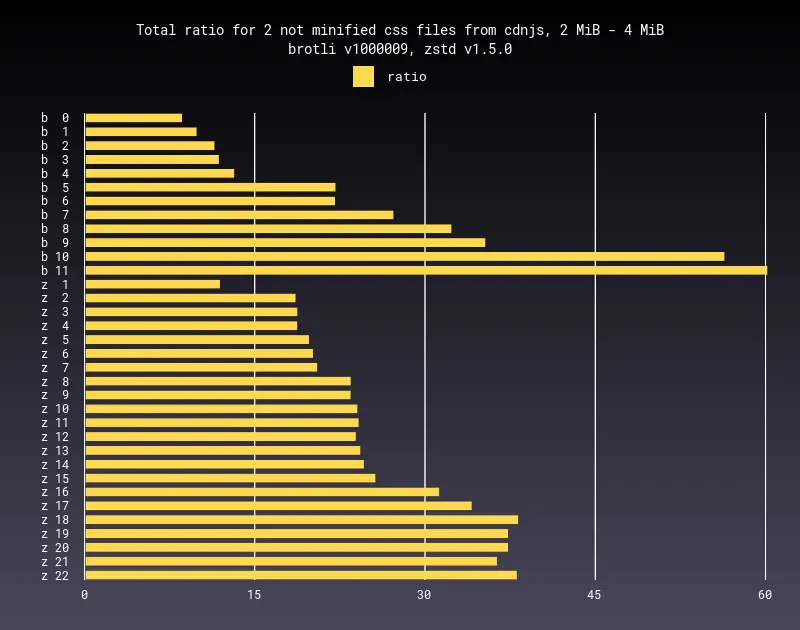 Total ratio for 2 not minified css files from cdnjs, 2 MiB - 4 MiB
brotli v1000009, zstd v1.5.0
ratio
b 0
b 1
b 2
b 3
b 4
b 5
b 6
b 7
b 8
b 9
b 10
b 11
z 1
z 2
z 3
z 4
z 5
z 6
z 7
z 8
z 9
z 10
z 11
z 12
z 13
z 14
z 15
z 16
z 17
z 18
z 19
z 20
z 21
z 22
0 15 30 45 60